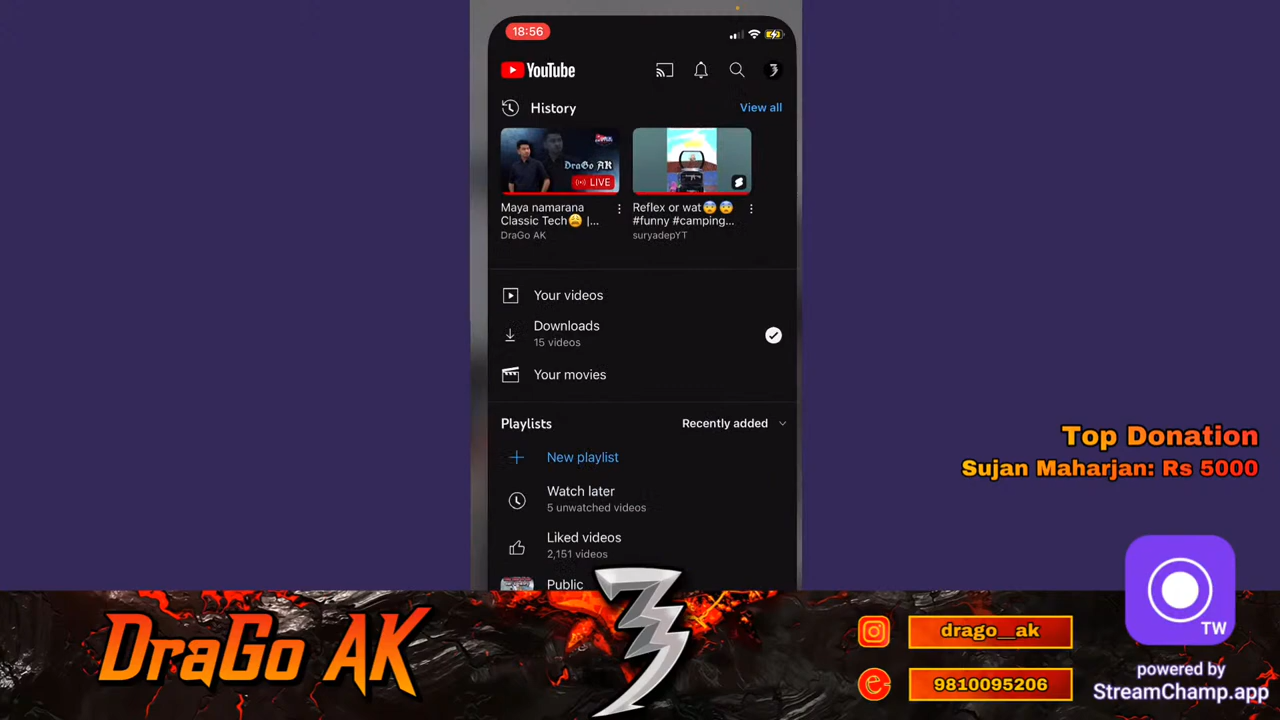 18:56
YouTube
History
View all
DraGo AK
LIVE
Maya namarana
Classic Tech😩 |...
DraGo AK
Reflex or wat😨😨
#funny #camping...
suryadepYT
Your videos
Downloads
15 videos
Your movies
Playlists
Recently added
New playlist
Watch later
5 unwatched videos
Liked videos
2,151 videos
Public
Top Donation
Sujan Maharjan: Rs 5000
TW
powered by
StreamChamp.app
DraGo AK
drago__ak
9810095206